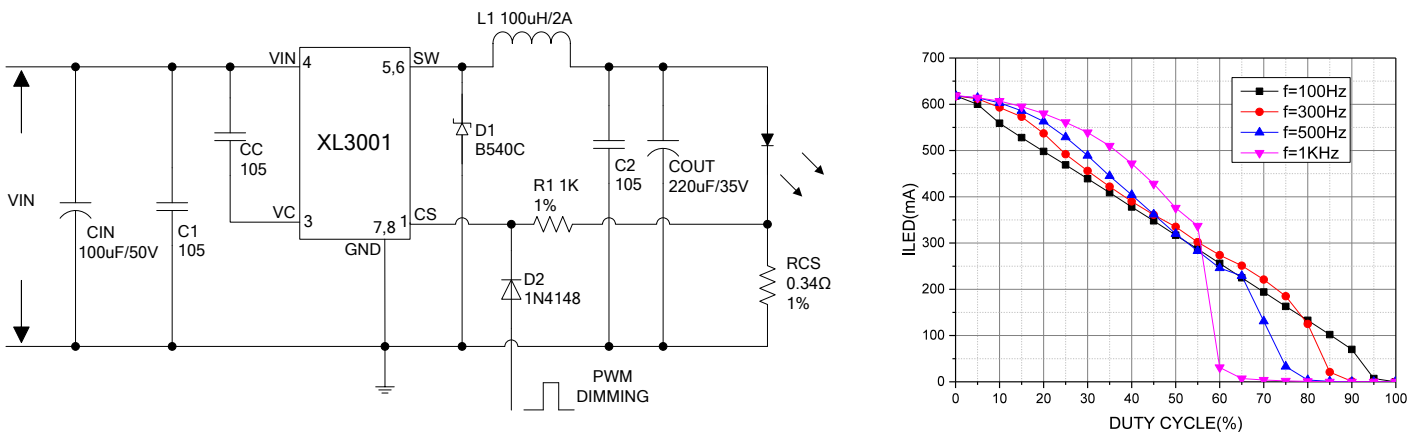 L1 100uH/2A
VIN
4
5,6
SW
XL3001
CC
105
D1
B540C
C2
105
COUT
220uF/35V
R1 1K
1%
VIN
CIN
100uF/50V
C1
105
VC
3
7,8
1
CS
GND
D2
1N4148
RCS
0.34Ω
1%
PWM
DIMMING
700
600
500
400
300
200
100
0
ILED(mA)
f=100Hz
f=300Hz
f=500Hz
f=1KHz
0 10 20 30 40 50 60 70 80 90 100
DUTY CYCLE(%)